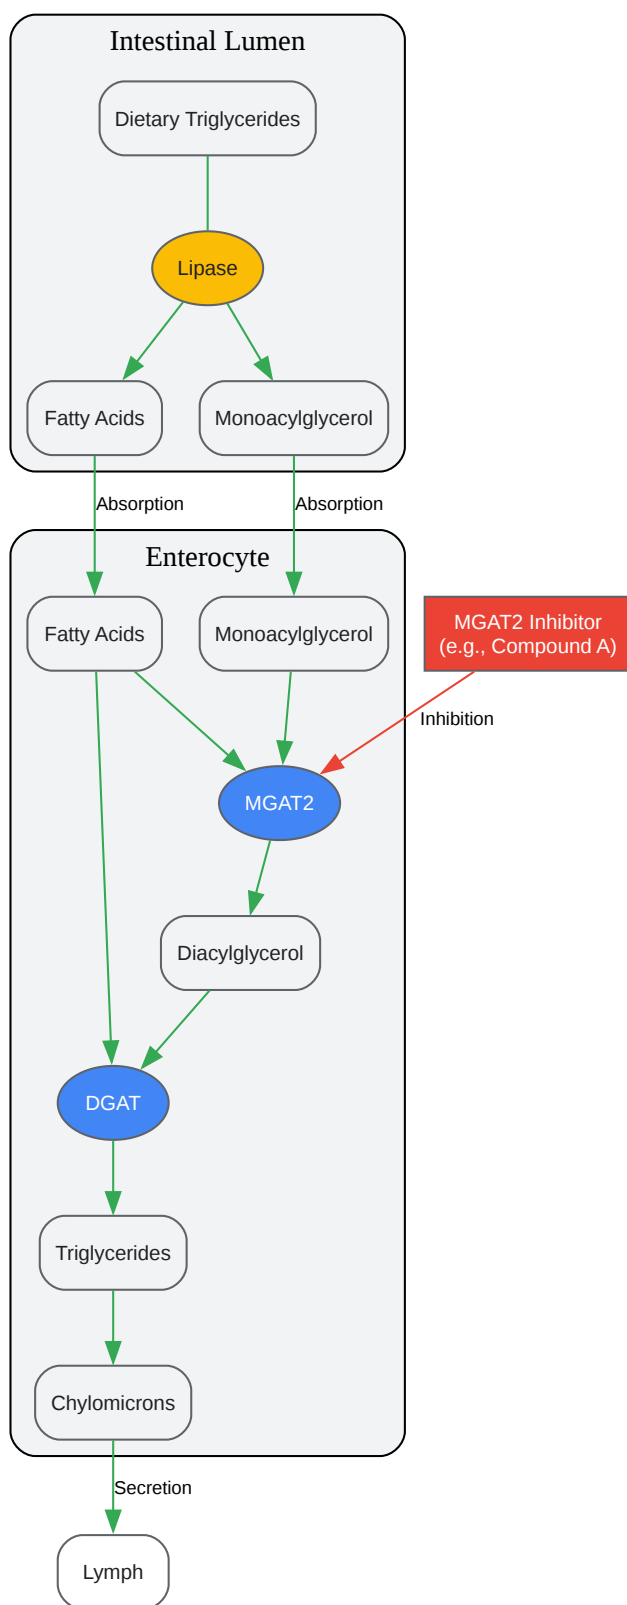 Intestinal Lumen
Dietary Triglycerides
Lipase
Fatty Acids
Monoacylglycerol
Absorption
Absorption
Enterocyte
Fatty Acids
Monoacylglycerol
MGAT2 Inhibitor
(e.g., Compound A)
Inhibition
MGAT2
Diacylglycerol
DGAT
Triglycerides
Chylomicrons
Secretion
Lymph